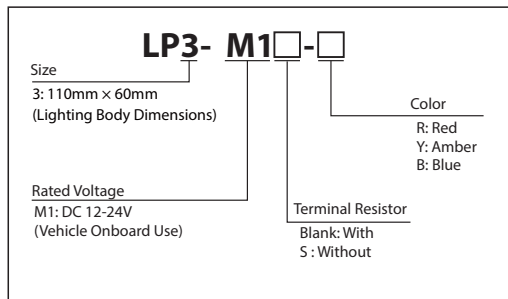 LP3- M1□-□
Size
3: 110mm × 60mm
(Lighting Body Dimensions)
Color
R: Red
Y: Amber
B: Blue
Rated Voltage
M1: DC 12-24V
(Vehicle Onboard Use)
Terminal Resistor
Blank: With
S : Without